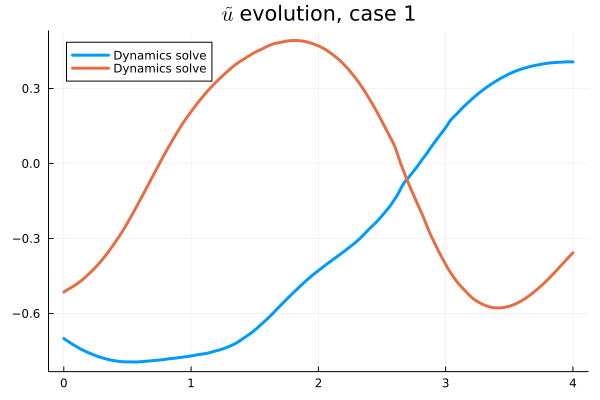 ũ evolution, case 1
Dynamics solve
Dynamics solve
0.3
0.0
−0.3
−0.6
0 1 2 3 4